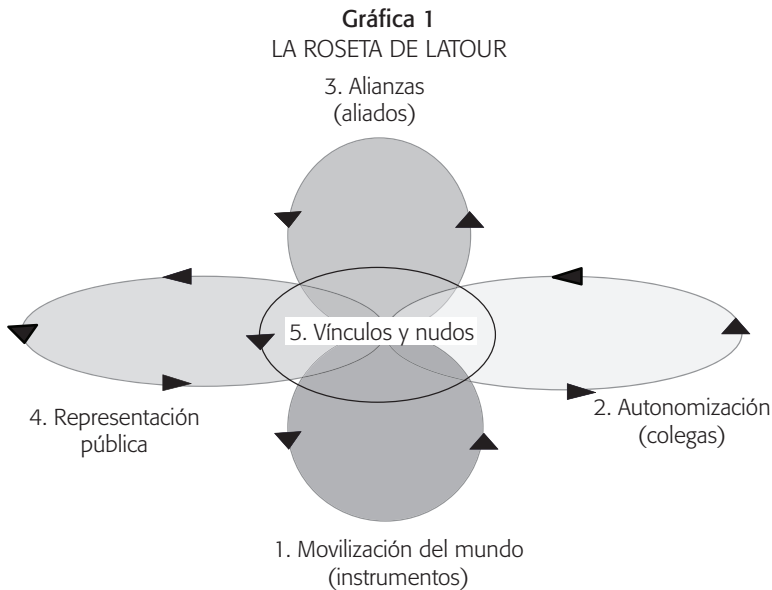 Gráfica 1
LA ROSETA DE LATOUR
3. Alianzas
(aliados)
5. Vínculos y nudos
4. Representación
pública
2. Autonomización
(colegas)
1. Movilización del mundo
(instrumentos)